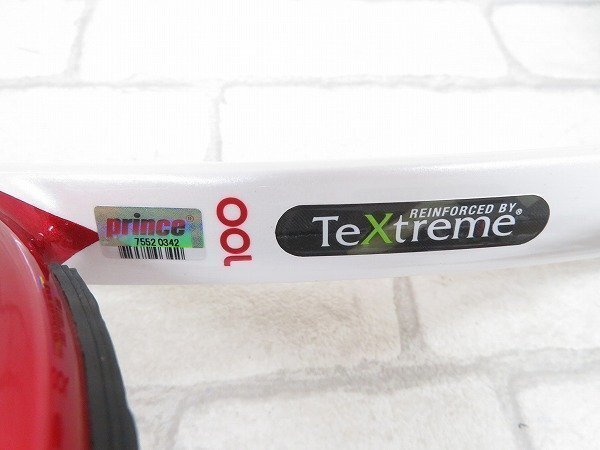 prince
7552 0342
100
REINFORCED BY
TeXtreme®